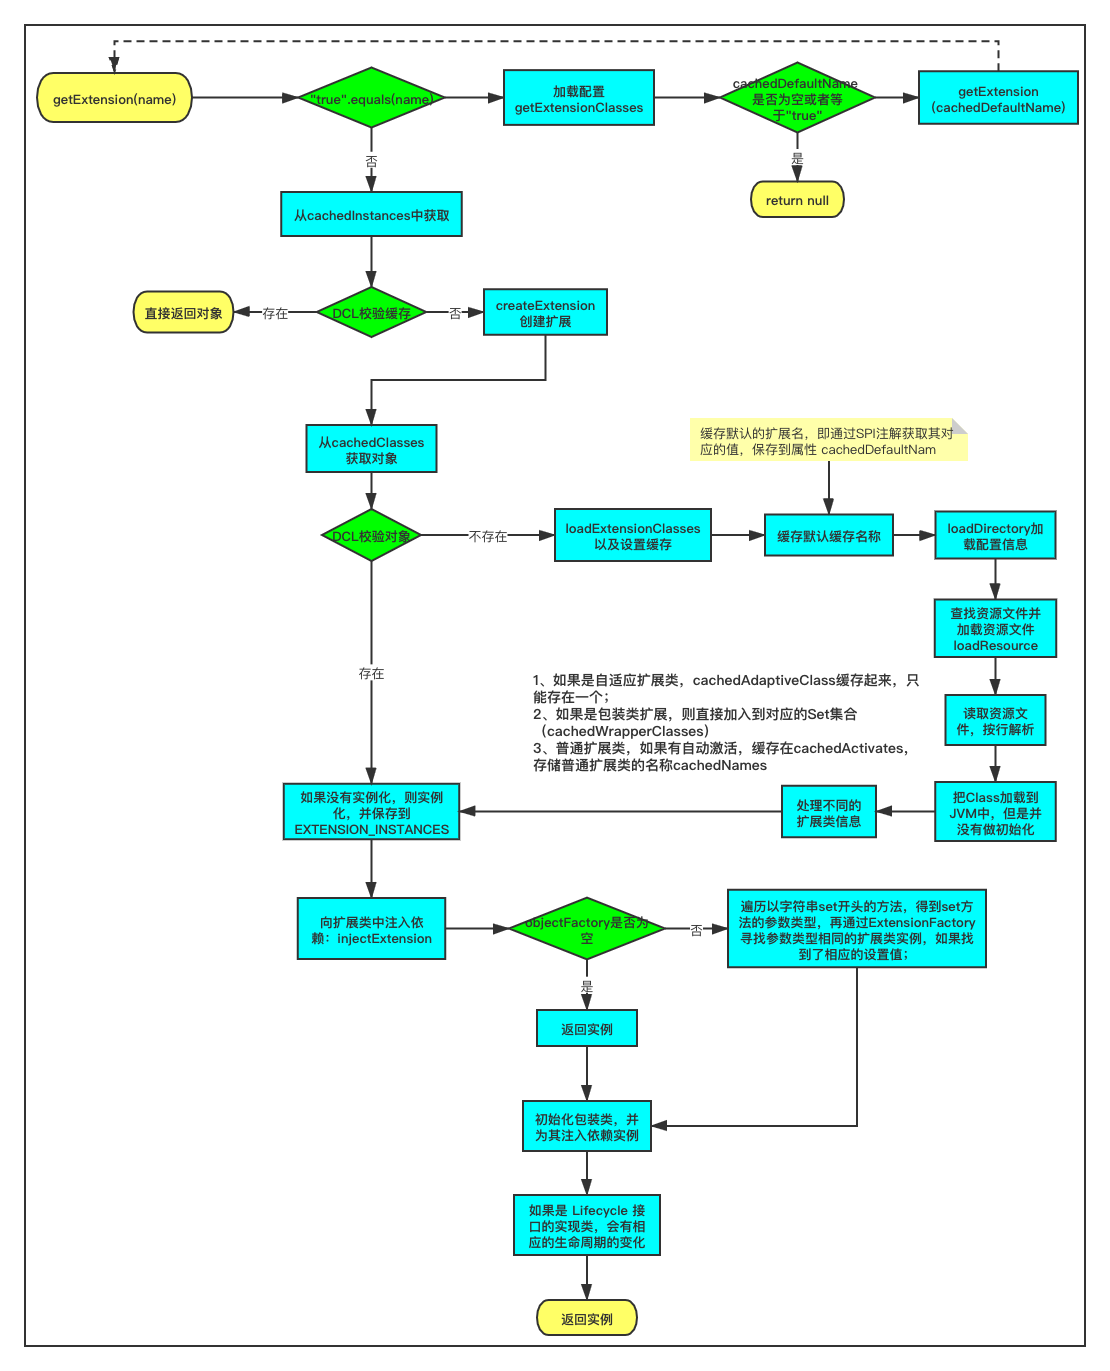 getExtension(name)
"true".equals(name)
加载配置
getExtensionClasses
cachedDefaultName
是否为空或者等
于"true"
getExtension
(cachedDefaultName)
否
是
return null
从cachedInstances中获取
直接返回对象
存在
DCL校验缓存
否
createExtension
创建扩展
从cachedClasses
获取对象
缓存默认的扩展名，即通过SPI注解获取其对
应的值，保存到属性 cachedDefaultNam
DCL校验对象
不存在
loadExtensionClasses
以及设置缓存
缓存默认缓存名称
loadDirectory加
载配置信息
查找资源文件并
加载资源文件
loadResource
存在
1、如果是自适应扩展类，cachedAdaptiveClass缓存起来，只
能存在一个；
2、如果是包装类扩展，则直接加入到对应的Set集合
（cachedWrapperClasses）
3、普通扩展类，如果有自动激活，缓存在cachedActivates，
存储普通扩展类的名称cachedNames
读取资源文
件，按行解析
如果没有实例化，则实例
化，并保存到
EXTENSION_INSTANCES
处理不同的
扩展类信息
把Class加载到
JVM中，但是并
没有做初始化
向扩展类中注入依
赖：injectExtension
objectFactory是否为
空
否
遍历以字符串set开头的方法，得到set方
法的参数类型，再通过ExtensionFactory
寻找参数类型相同的扩展类实例，如果找
到了相应的设置值；
是
返回实例
初始化包装类，并
为其注入依赖实例
如果是 Lifecycle 接
口的实现类，会有相
应的生命周期的变化
返回实例